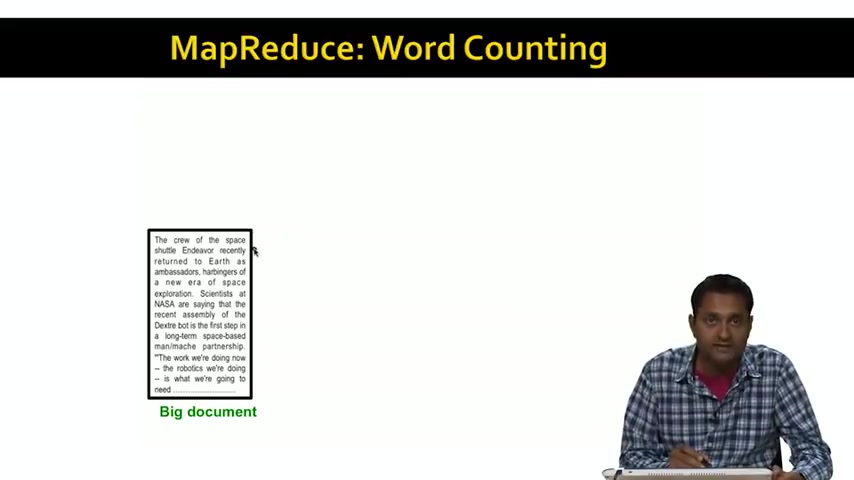 MapReduce: Word Counting
The crew of the space
shuttle Endeavor recently
returned to Earth as
ambassadors, harbingers of
a new era of space
exploration. Scientists at
NASA are saying that the
recent assembly of the
Dextre bot is the first step in
a long-term space-based
man/mache partnership.
"The work we're doing now
-- the robotics we're doing
-- is what we're going to
need ........................
Big document